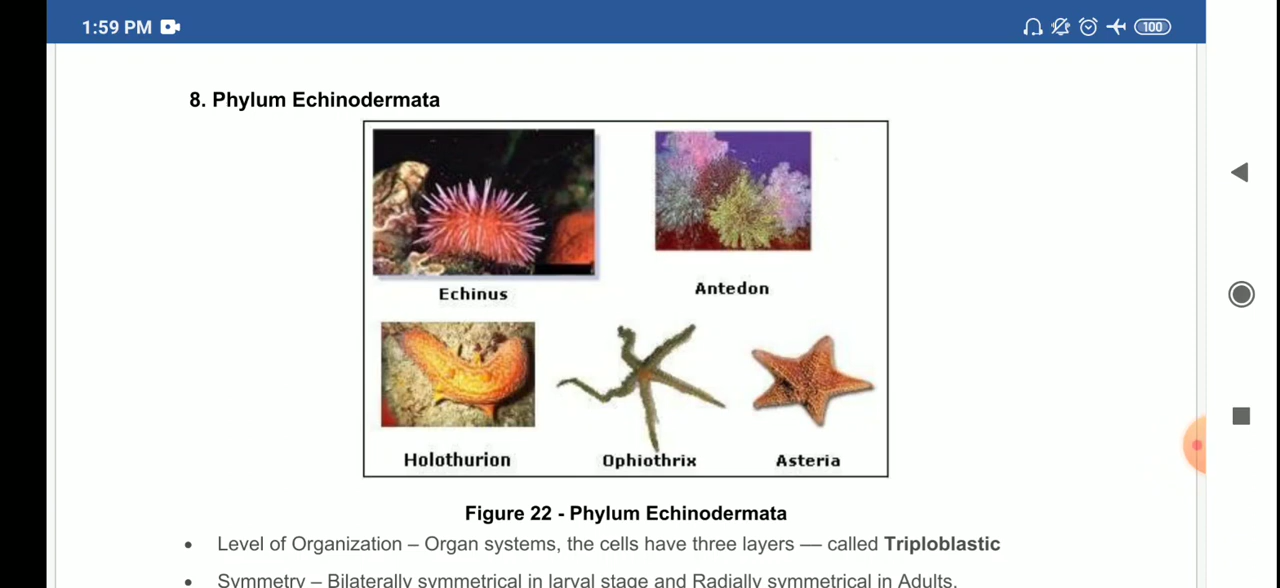 1:59 PM
100
8. Phylum Echinodermata
Echinus
Antedon
Holothurion
Ophiothrix
Asteria
Figure 22 - Phylum Echinodermata
• Level of Organization – Organ systems, the cells have three layers — called Triploblastic
• Symmetry – Bilaterally symmetrical in larval stage and Radially symmetrical in Adults.